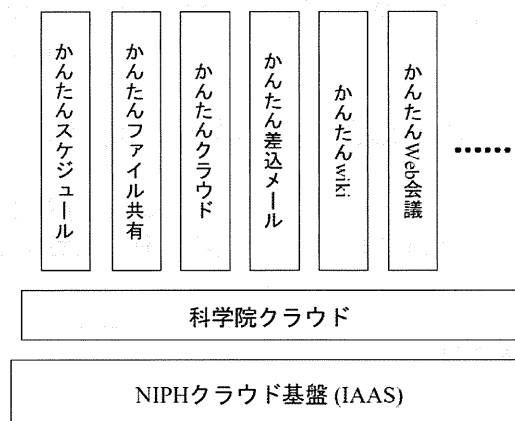 かんたんスケジュール
かんたんファイル共有
かんたんクラウド
かんたん差込メール
かんたんwiki
かんたんWeb会議
……
科学院クラウド
NIPHクラウド基盤 (IAAS)